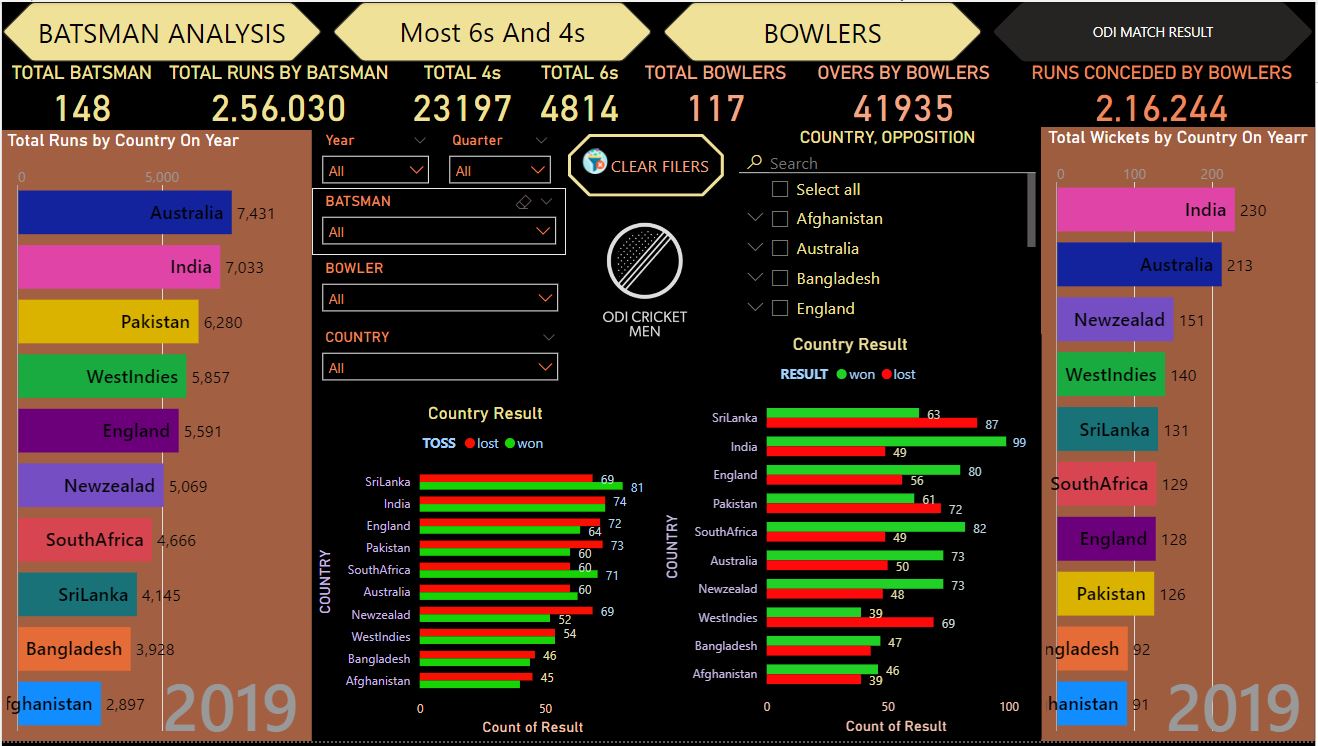 BATSMAN ANALYSIS
Most 6s And 4s
BOWLERS
ODI MATCH RESULT
TOTAL BATSMAN
148
TOTAL RUNS BY BATSMAN
2.56.030
TOTAL 4s
23197
TOTAL 6s
4814
TOTAL BOWLERS
117
OVERS BY BOWLERS
41935
RUNS CONCEDED BY BOWLERS
2.16.244
Total Runs by Country On Year
0 5,000
Australia 7,431
India 7,033
Pakistan 6,280
WestIndies 5,857
England 5,591
Newzealad 5,069
SouthAfrica 4,666
SriLanka 4,145
Bangladesh 3,928
fghanistan 2,897
2019
Year
All
Quarter
All
BATSMAN
All
BOWLER
All
COUNTRY
All
CLEAR FILERS
ODI CRICKET
MEN
COUNTRY, OPPOSITION
Search
Select all
Afghanistan
Australia
Bangladesh
England
Country Result
TOSS lost won
COUNTRY
SriLanka 69 81
India 74
England 72 64
Pakistan 73 60
SouthAfrica 60 71
Australia 60
Newzealad 69 52
WestIndies 54
Bangladesh 46
Afghanistan 45
0 50
Count of Result
Country Result
RESULT won lost
COUNTRY
SriLanka 63 87
India 99 49
England 80 56
Pakistan 61 72
SouthAfrica 82 49
Australia 73 50
Newzealad 73 48
WestIndies 39 69
Bangladesh 47
Afghanistan 46 39
0 50 100
Count of Result
Total Wickets by Country On Yearr
0 100 200
India 230
Australia 213
Newzealad 151
WestIndies 140
SriLanka 131
SouthAfrica 129
England 128
Pakistan 126
ngladesh 92
hanistan 91
2019